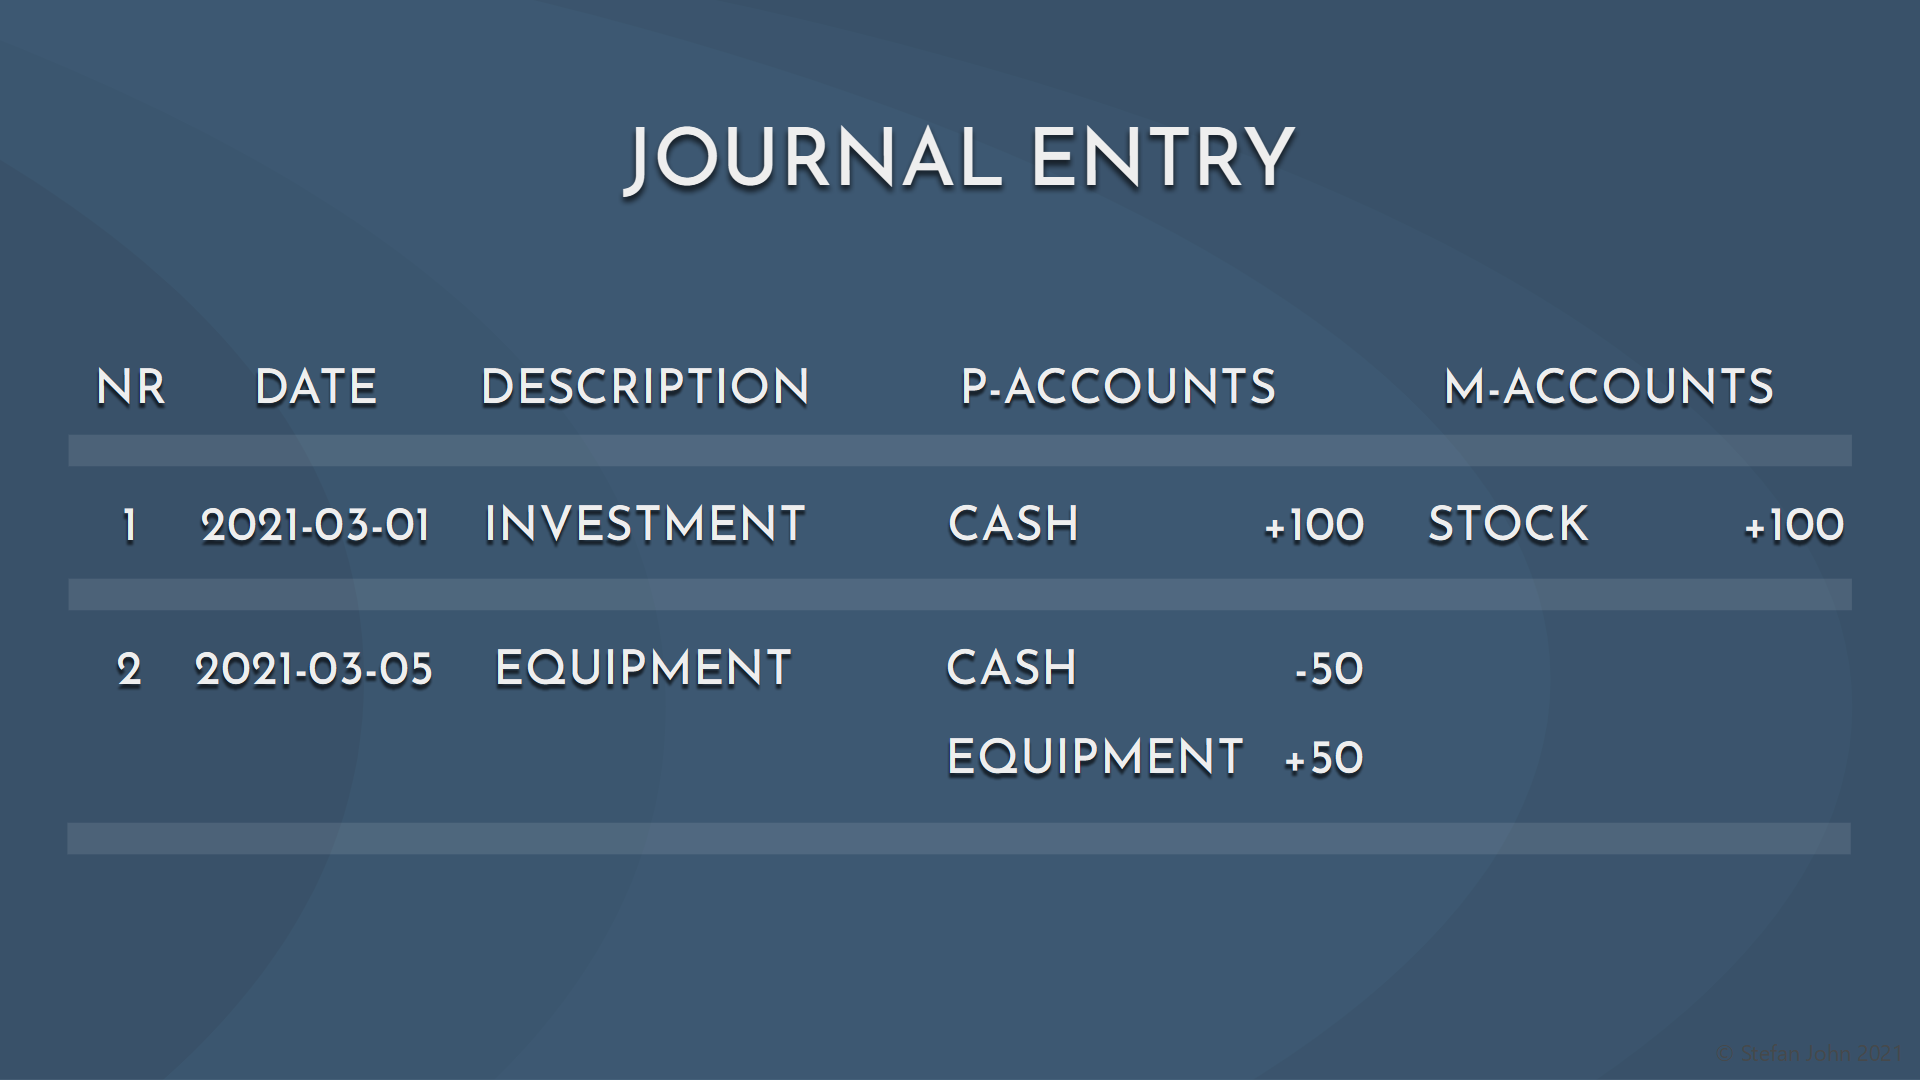 JOURNAL ENTRY
NR DATE DESCRIPTION P-ACCOUNTS M-ACCOUNTS
1 2021-03-01 INVESTMENT CASH +100 STOCK +100
2 2021-03-05 EQUIPMENT CASH -50
EQUIPMENT +50
© Stefan John 2021